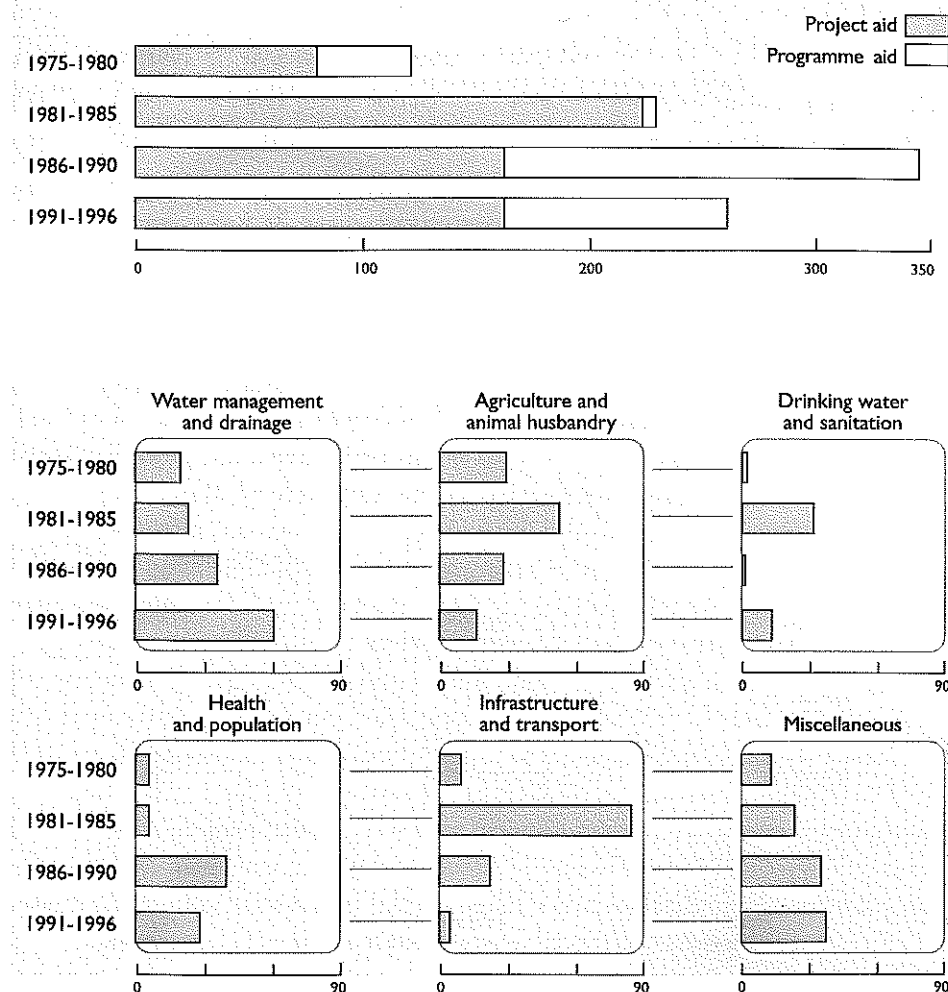 Project aid
Programme aid
1975-1980
1981-1985
1986-1990
1991-1996
0 100 200 300 350
Water management
and drainage
Agriculture and
animal husbandry
Drinking water
and sanitation
1975-1980
1981-1985
1986-1990
1991-1996
0 90 0 90 0 90
Health
and population
Infrastructure
and transport
Miscellaneous
1975-1980
1981-1985
1986-1990
1991-1996
0 90 0 90 0 90